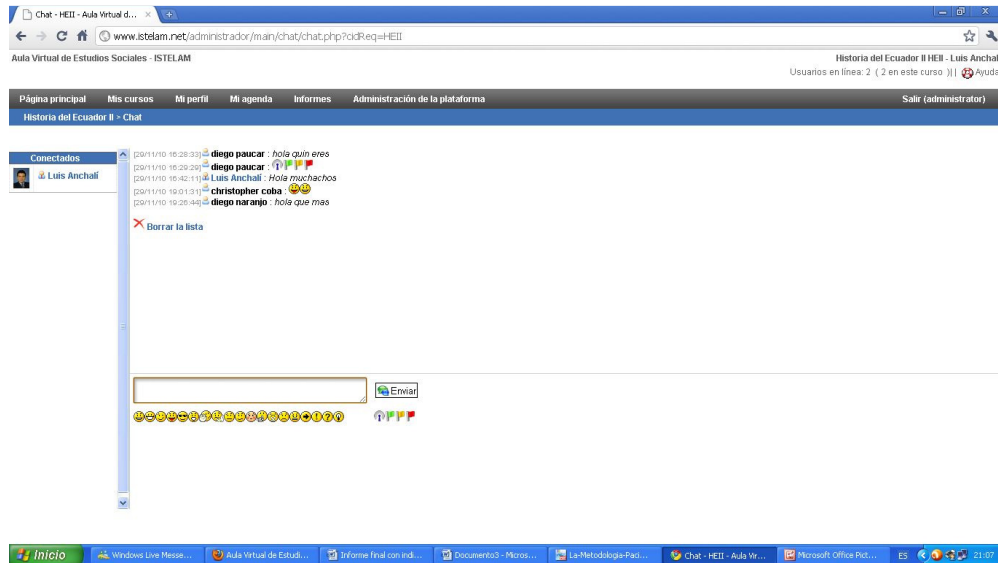 Chat - HEII - Aula Virtual d... ×
www.istelam.net/administrador/main/chat/chat.php?cidReq=HEII
Aula Virtual de Estudios Sociales - ISTELAM
Historia del Ecuador II HEII - Luis Anchal
Usuarios en línea: 2 ( 2 en este curso )|| Ayuda
Página principal Mis cursos Mi perfil Mi agenda Informes Administración de la plataforma Salir (administrator)
Historia del Ecuador II > Chat
Conectados
Luis Anchalí
[29/11/10 16:28:33] diego paucar : hola quin eres
[29/11/10 16:29:29] diego paucar :
[29/11/10 16:42:11] Luis Anchalí : Hola muchachos
[29/11/10 19:01:31] christopher coba :
[29/11/10 19:26:44] diego naranjo : hola que mas
Borrar la lista
Enviar
Inicio Windows Live Messe... Aula Virtual de Estudi... Informe final con indi... Documento3 - Micros... La-Metodologia-Paci... Chat - HEII - Aula Vir... Microsoft Office Pict... ES 21:07